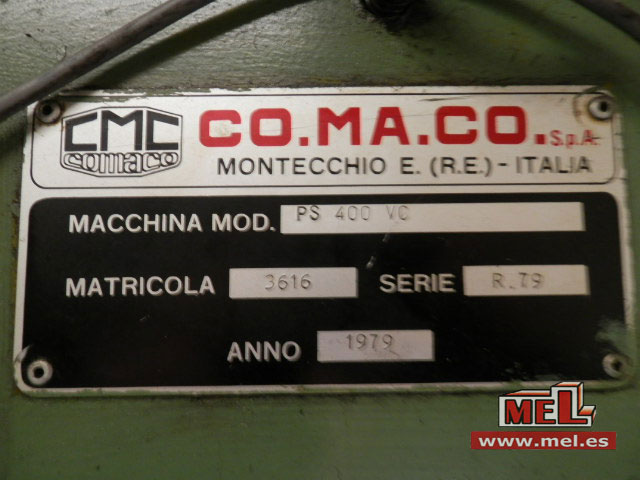 CMC comaco
CO.MA.CO. S.p.A.
MONTECCHIO E. (R.E.) - ITALIA
MACCHINA MOD. PS 400 VC
MATRICOLA 3616 SERIE R.79
ANNO 1979
MEL
www.mel.es